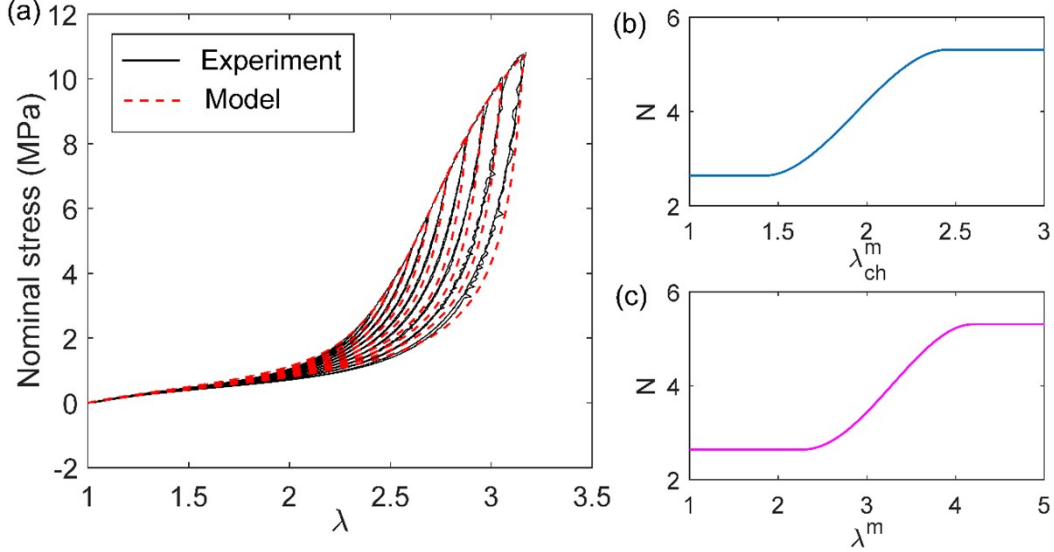 (a)
12
10
8
6
4
2
0
-2
Nominal stress (MPa)
Experiment
Model
1 1.5 2 2.5 3 3.5
λ
(b)
6
4
2
N
1 1.5 2 2.5 3
λ_ch^m
(c)
6
4
2
N
1 2 3 4 5
λ^m